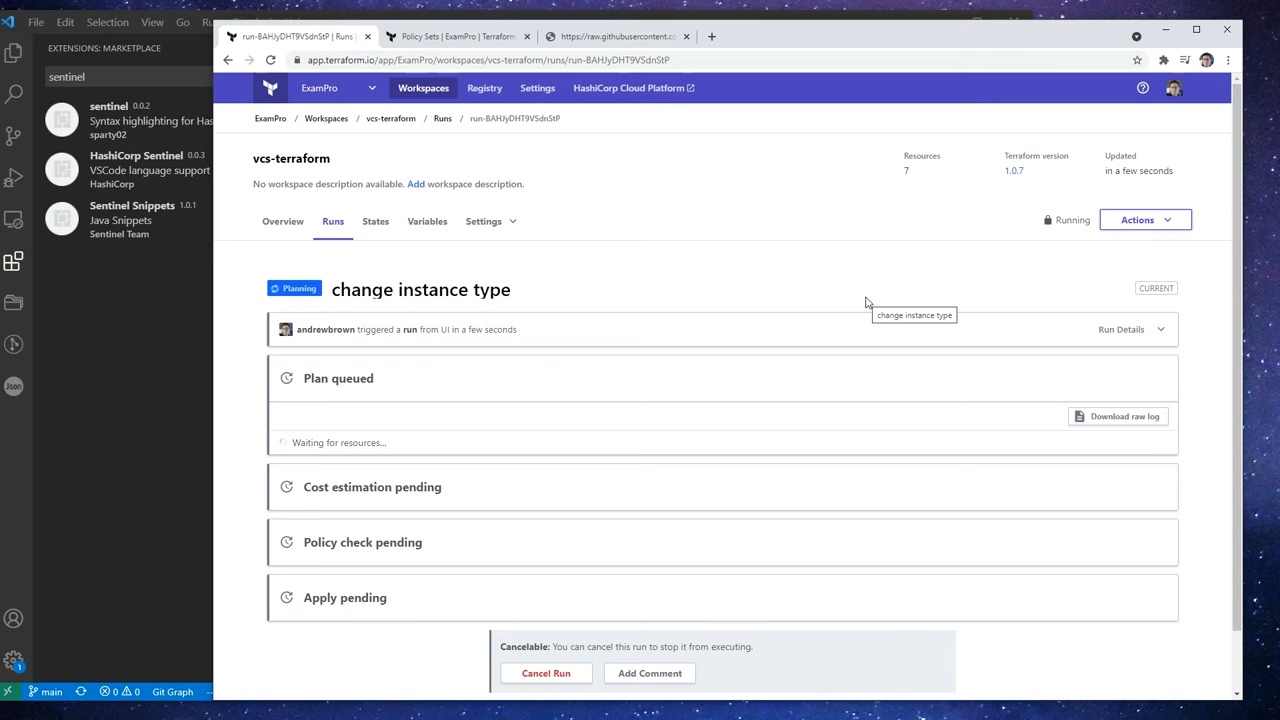 File
Edit
Selection
View
Go
EXTENSIONS: MARKETPLACE
sentinel
sentinel 0.0.2
Syntax highlighting for Has
sparty02
HashiCorp Sentinel 0.0.3
VSCode language support
HashiCorp
Sentinel Snippets 1.0.1
Java Snippets
Sentinel Team
Json
1
main
0
0
Git Graph
run-BAHJyDHT9VSdnStP | Runs |
Policy Sets | ExamPro | Terraform
https://raw.githubusercontent.co
app.terraform.io/app/ExamPro/workspaces/vcs-terraform/runs/run-BAHJyDHT9VSdnStP
ExamPro
Workspaces
Registry
Settings
HashiCorp Cloud Platform
ExamPro / Workspaces / vcs-terraform / Runs / run-BAHJyDHT9VSdnStP
vcs-terraform
No workspace description available. Add workspace description.
Resources
7
Terraform version
1.0.7
Updated
in a few seconds
Overview
Runs
States
Variables
Settings
Running
Actions
Planning
change instance type
CURRENT
change instance type
andrewbrown triggered a run from UI in a few seconds
Run Details
Plan queued
Download raw log
Waiting for resources...
Cost estimation pending
Policy check pending
Apply pending
Cancelable: You can cancel this run to stop it from executing.
Cancel Run
Add Comment